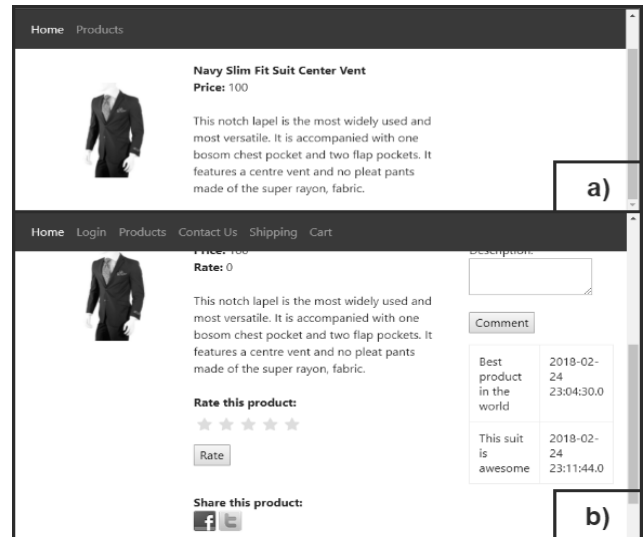 Home Products
Navy Slim Fit Suit Center Vent
Price: 100
This notch lapel is the most widely used and
most versatile. It is accompanied with one
bosom chest pocket and two flap pockets. It
features a centre vent and no pleat pants
made of the super rayon, fabric.
a)
Home Login Products Contact Us Shipping Cart
Price: 100
Rate: 0
This notch lapel is the most widely used and
most versatile. It is accompanied with one
bosom chest pocket and two flap pockets. It
features a centre vent and no pleat pants
made of the super rayon, fabric.
Rate this product:
Rate
Share this product:
f t
Description:
Comment
Best
product
in the
world
2018-02-
24
23:04:30.0
This suit
is
awesome
2018-02-
24
23:11:44.0
b)